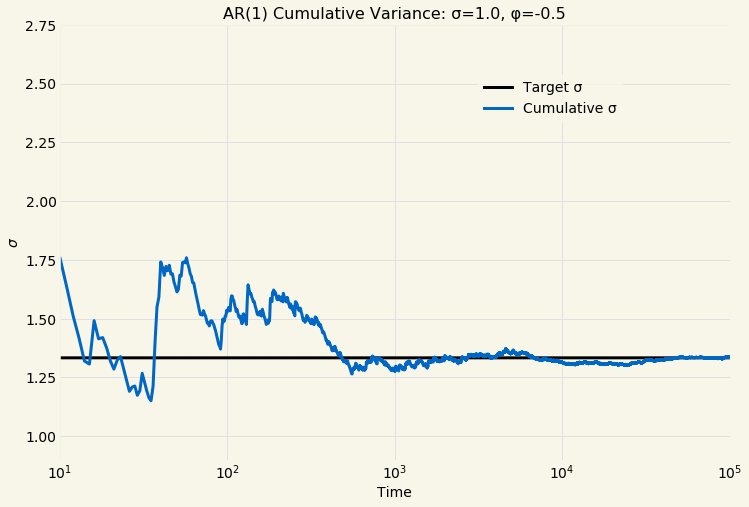 AR(1) Cumulative Variance: σ=1.0, φ=-0.5
2.75
2.50
2.25
2.00
1.75
1.50
1.25
1.00
σ
Target σ
Cumulative σ
10¹
10²
10³
10⁴
10⁵
Time